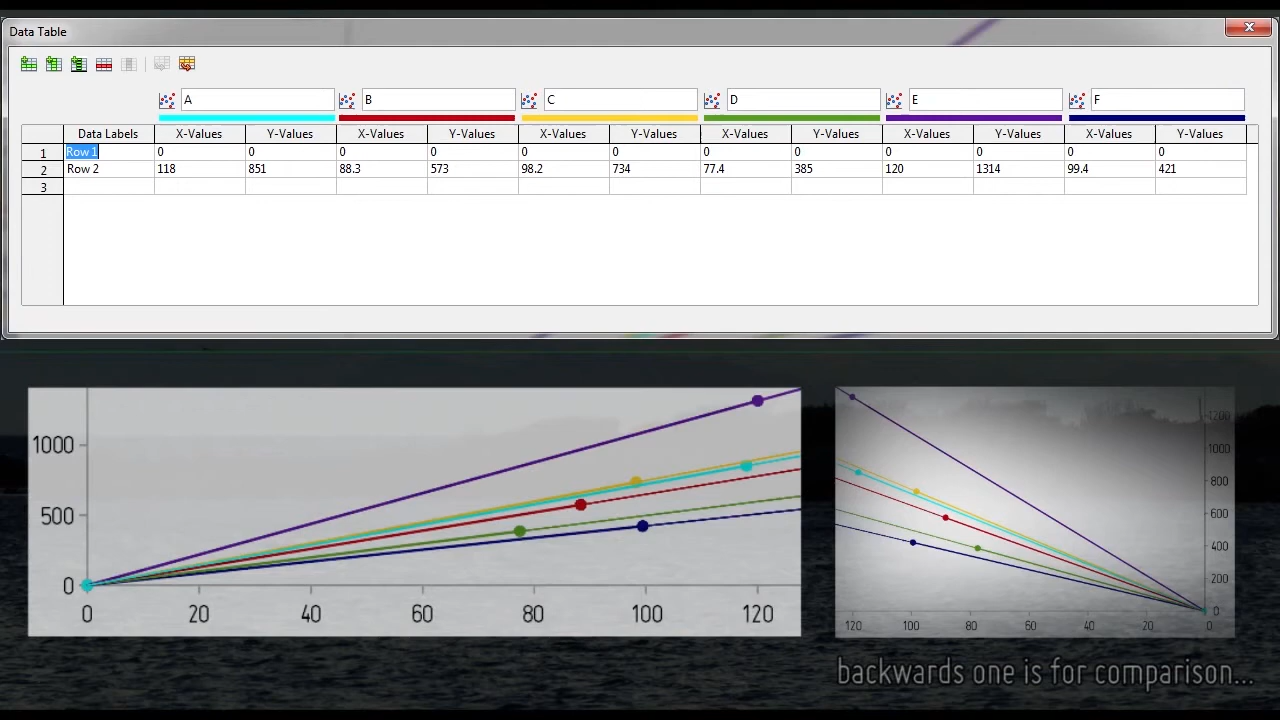 Data Table
A B C D E F
Data Labels X-Values Y-Values X-Values Y-Values X-Values Y-Values X-Values Y-Values X-Values Y-Values X-Values Y-Values
1 Row 1 0 0 0 0 0 0 0 0 0 0 0 0
2 Row 2 118 851 88.3 573 98.2 734 77.4 385 120 1314 99.4 421
3
1000
500
0
0 20 40 60 80 100 120
1200
1000
800
600
400
200
0
120 100 80 60 40 20 0
backwards one is for comparison...